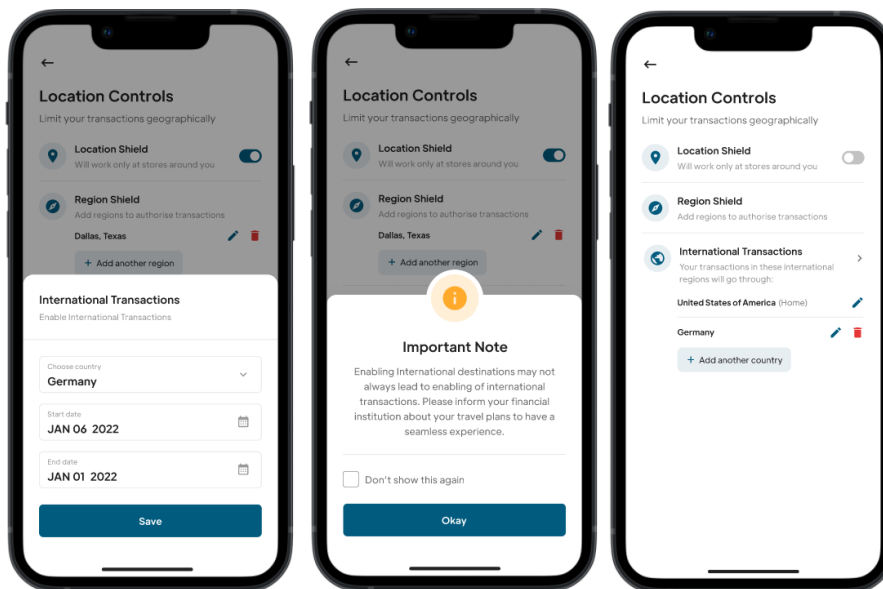 Location Controls
Limit your transactions geographically
Location Shield
Will work only at stores around you
Region Shield
Add regions to authorise transactions
Dallas, Texas
+ Add another region
International Transactions
Enable International Transactions
Choose country
Germany
Start date
JAN 06 2022
End date
JAN 01 2022
Save
Location Controls
Limit your transactions geographically
Location Shield
Will work only at stores around you
Region Shield
Add regions to authorise transactions
Dallas, Texas
+ Add another region
Important Note
Enabling International destinations may not
always lead to enabling of international
transactions. Please inform your financial
institution about your travel plans to have a
seamless experience.
Don't show this again
Okay
Location Controls
Limit your transactions geographically
Location Shield
Will work only at stores around you
Region Shield
Add regions to authorise transactions
International Transactions
Your transactions in these international
regions will go through:
United States of America (Home)
Germany
+ Add another country